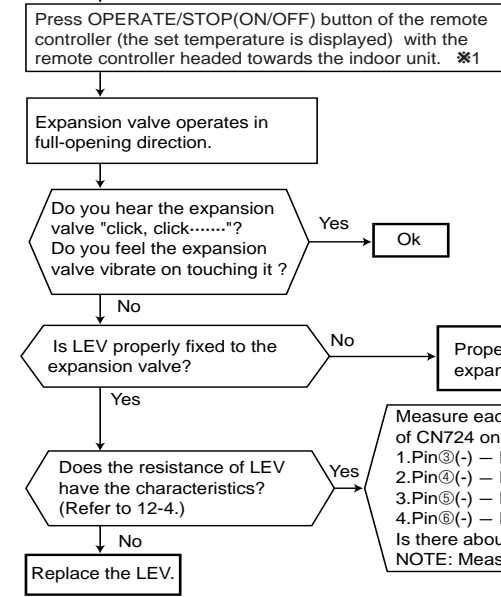 Press OPERATE/STOP(ON/OFF) button of the remote
controller (the set temperature is displayed) with the
remote controller headed towards the indoor unit. ※1
Expansion valve operates in
full-opening direction.
Do you hear the expansion
valve "click, click·······"?
Do you feel the expansion
valve vibrate on touching it ?
Yes
Ok
No
Is LEV properly fixed to the
expansion valve?
No
Yes
Does the resistance of LEV
have the characteristics?
(Refer to 12-4.)
Yes
Measure
of CN724 on
1.Pin③(-) —
2.Pin④(-) —
3.Pin⑤(-) —
4.Pin⑥(-) —
Is there
NOTE:
No
Replace the LEV.